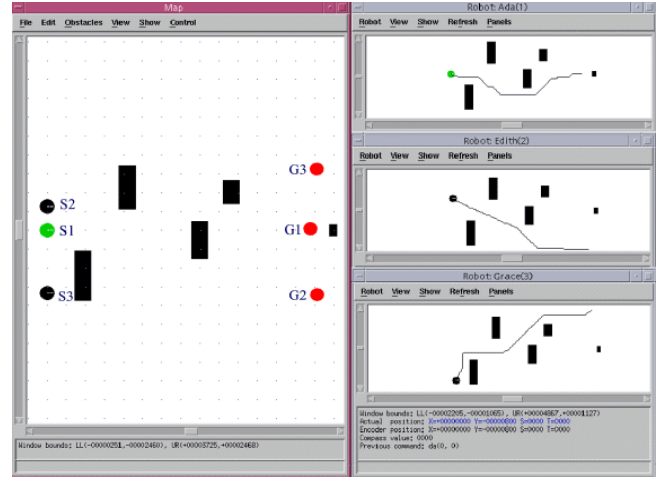 Map
File Edit Obstacles View Show Control
G3
S2
S1
G1
S3
G2
Window bounds: LL(-00000251,-00002460), UR(+00003725,+00002468)
Robot: Ada(1)
Robot View Show Refresh Panels
Robot: Edith(2)
Robot View Show Refresh Panels
Robot: Grace(3)
Robot View Show Refresh Panels
Window bounds: LL(-00002205,-00001065), UR(+00004867,+00001127)
Actual position: X=+00000000 Y=-00000800 S=0000 T=0000
Encoder position: X=+00000000 Y=-00000800 S=0000 T=0000
Compass value: 0000
Previous command: da(0, 0)